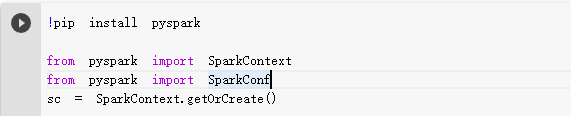 !pip install pyspark
from pyspark import SparkContext
from pyspark import SparkConf
sc = SparkContext.getOrCreate()